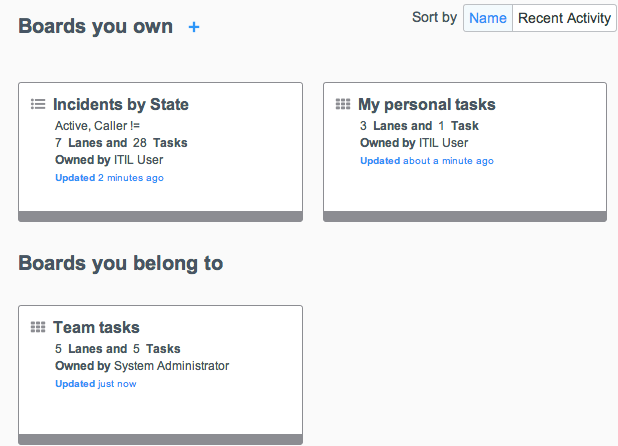 Boards you own +
Sort by Name Recent Activity
Incidents by State
Active, Caller !=
7 Lanes and 28 Tasks
Owned by ITIL User
Updated 2 minutes ago
My personal tasks
3 Lanes and 1 Task
Owned by ITIL User
Updated about a minute ago
Boards you belong to
Team tasks
5 Lanes and 5 Tasks
Owned by System Administrator
Updated just now